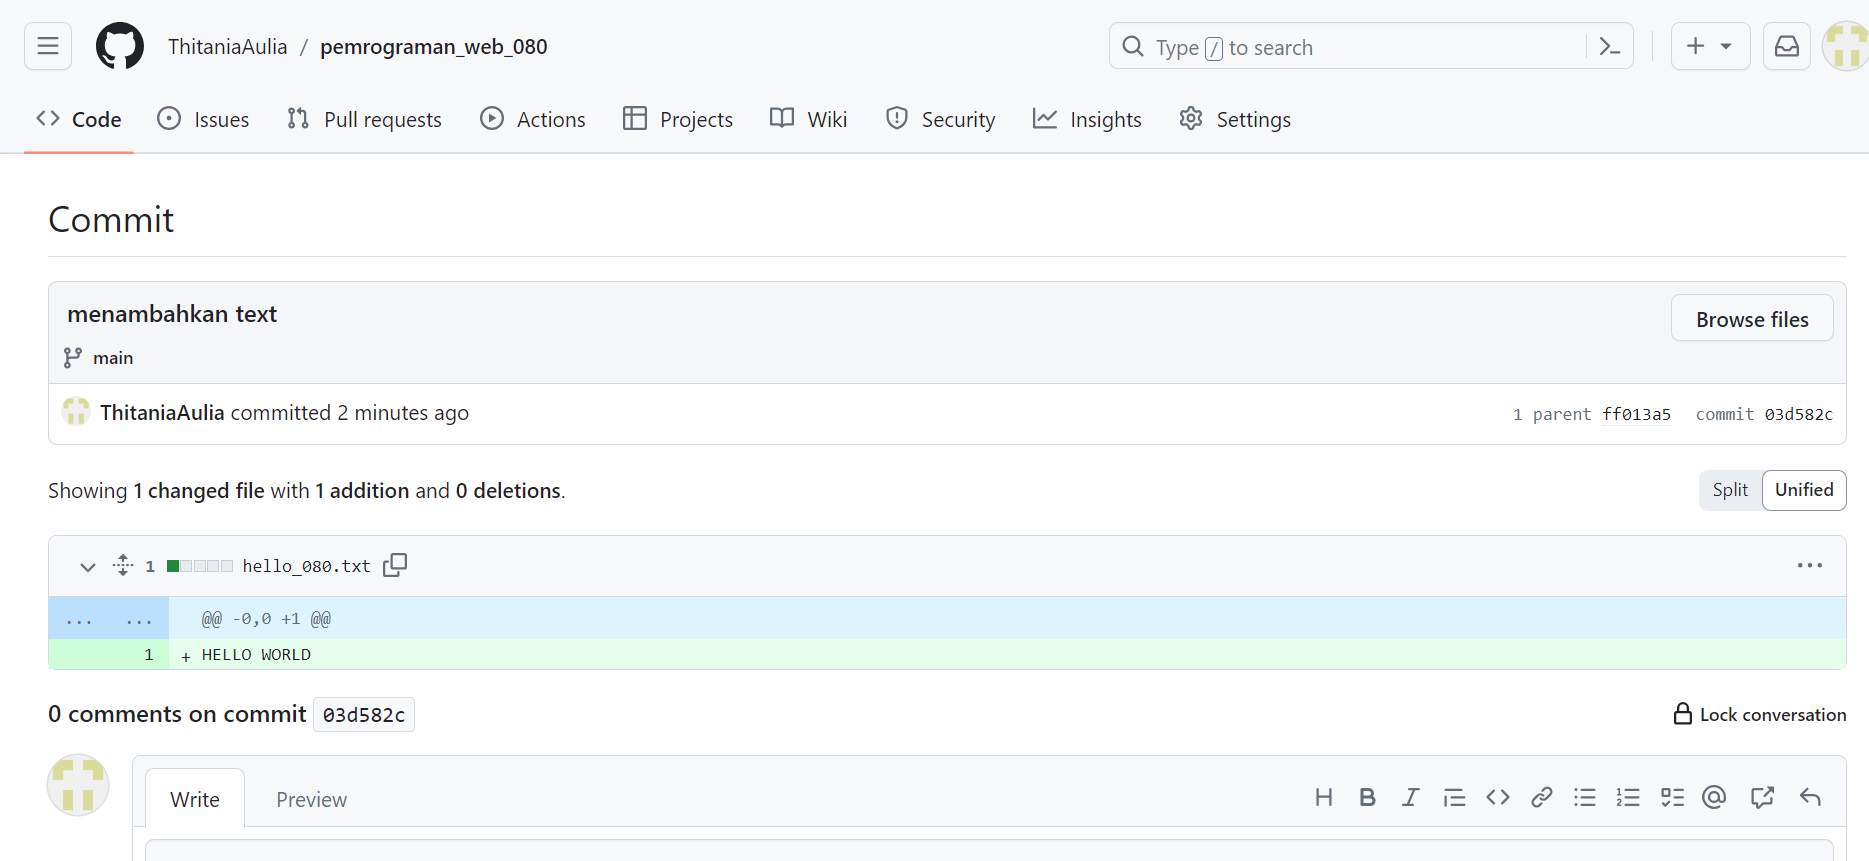 ThitaniaAulia / pemrograman_web_080
Type / to search
Code Issues Pull requests Actions Projects Wiki Security Insights Settings
Commit
menambahkan text
Browse files
main
ThitaniaAulia committed 2 minutes ago
1 parent ff013a5 commit 03d582c
Showing 1 changed file with 1 addition and 0 deletions.
Split Unified
1 hello_080.txt
... ... @@ -0,0 +1 @@
1 + HELLO WORLD
0 comments on commit 03d582c
Lock conversation
Write Preview